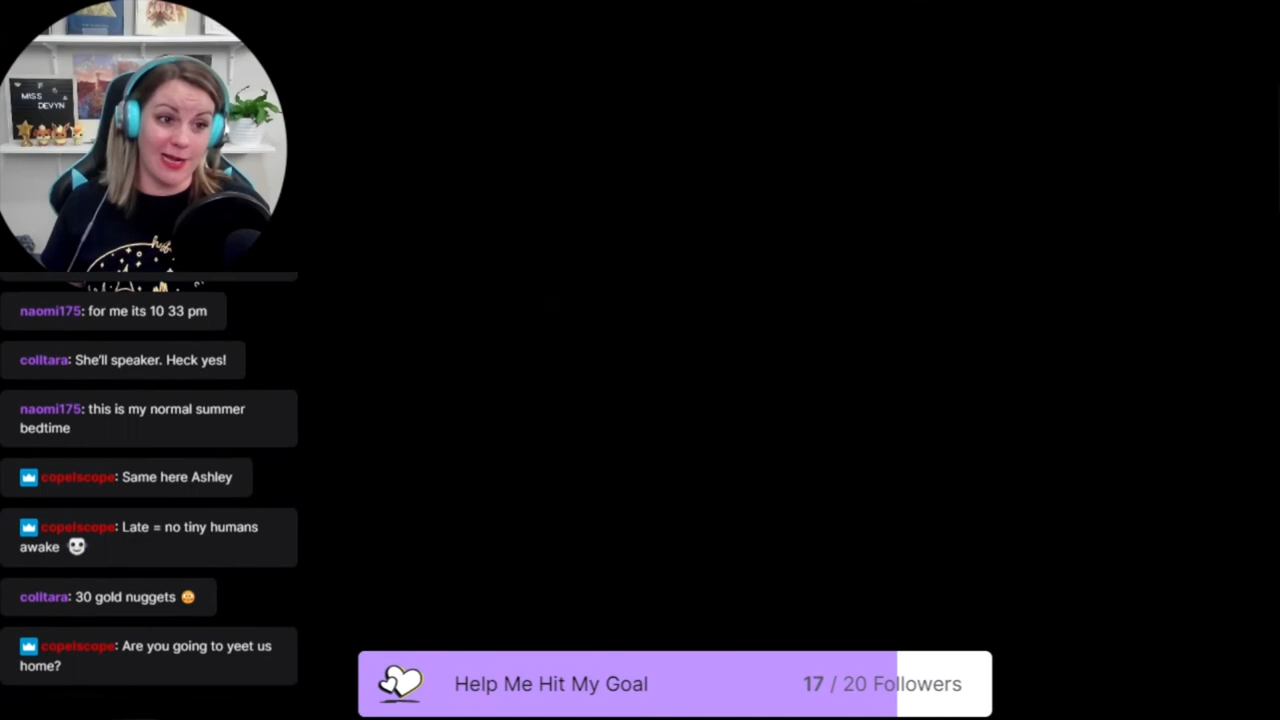 MISS
DEVYN
naomi175: for me its 10 33 pm
colltara: She'll speaker. Heck yes!
naomi175: this is my normal summer
bedtime
copelscope: Same here Ashley
copelscope: Late = no tiny humans
awake
colltara: 30 gold nuggets
copelscope: Are you going to yeet us
home?
Help Me Hit My Goal 17 / 20 Followers